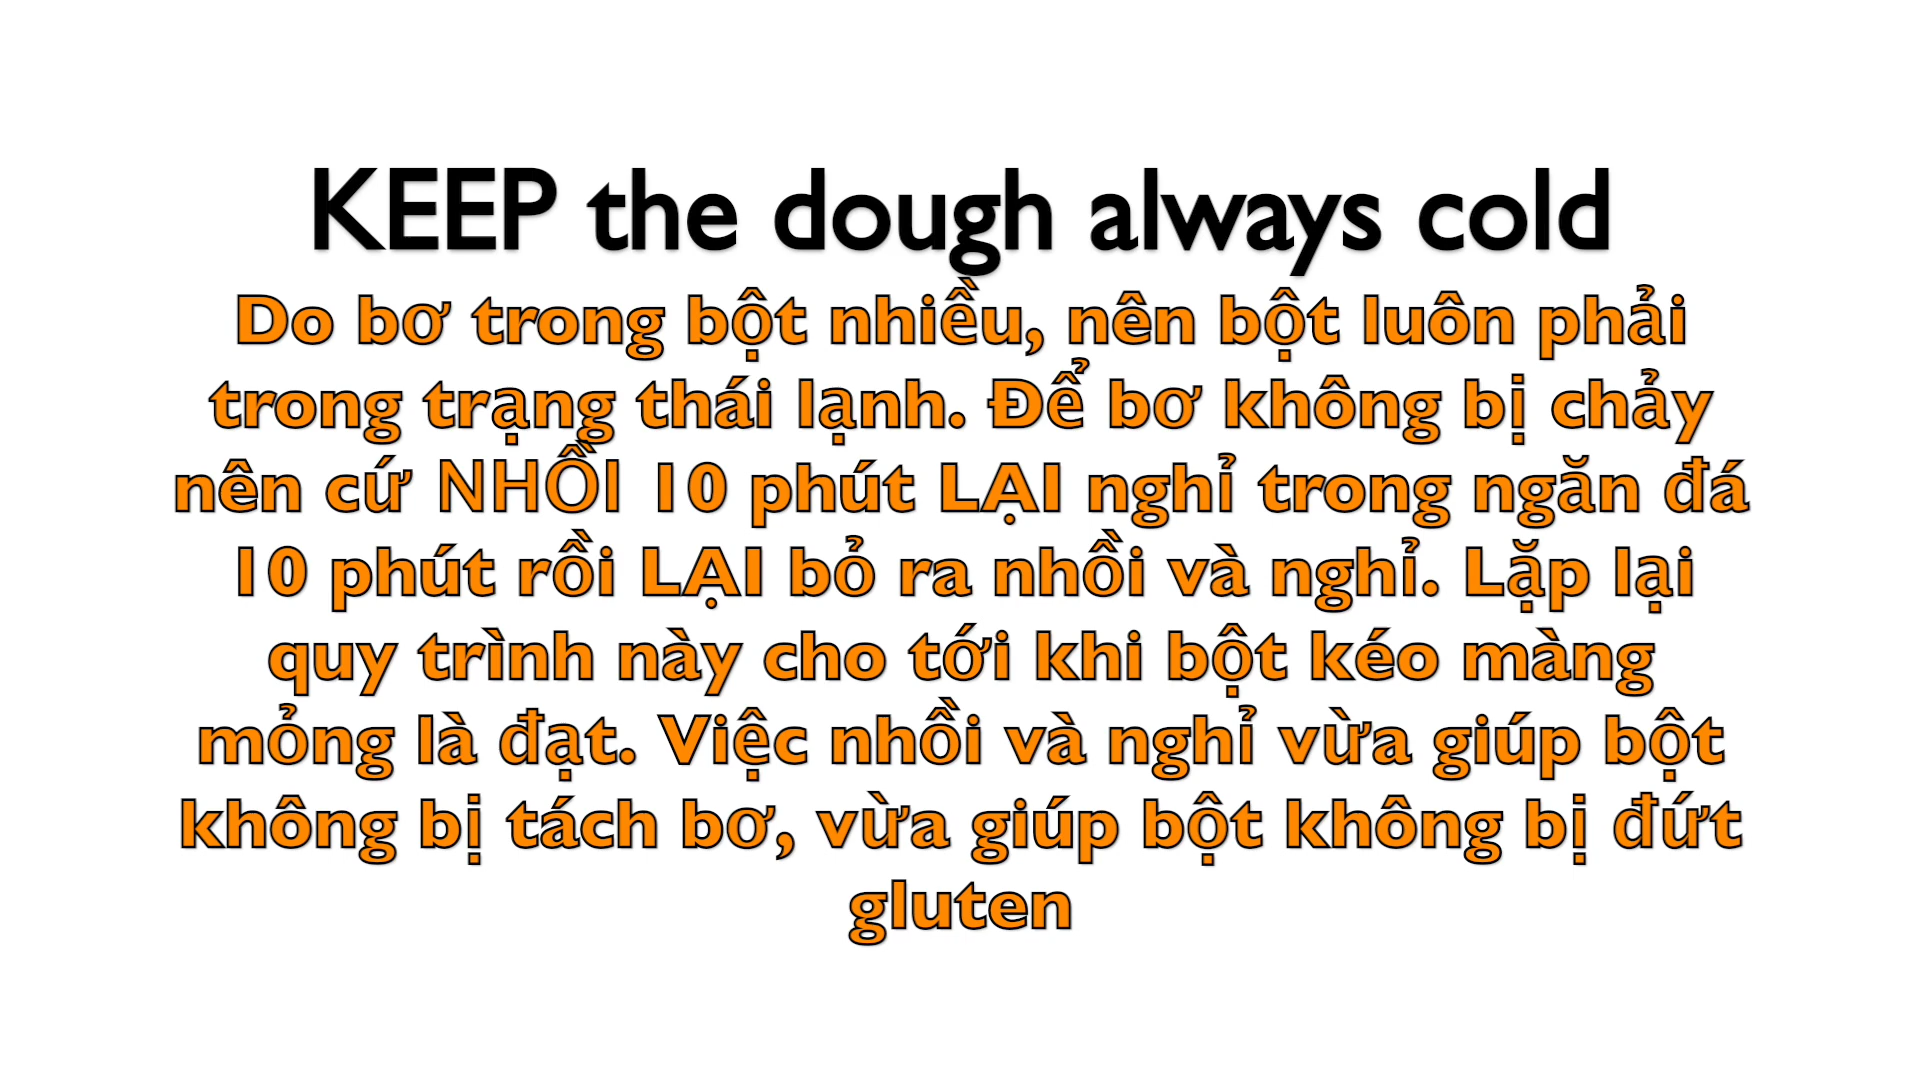 KEEP the dough always cold
Do bơ trong bột nhiều, nên bột luôn phải
trong trạng thái lạnh. Để bơ không bị chảy
nên cứ NHỒI 10 phút LẠI nghỉ trong ngăn đá
10 phút rồi LẠI bỏ ra nhồi và nghỉ. Lặp lại
quy trình này cho tới khi bột kéo màng
mỏng là đạt. Việc nhồi và nghỉ vừa giúp bột
không bị tách bơ, vừa giúp bột không bị đứt
gluten